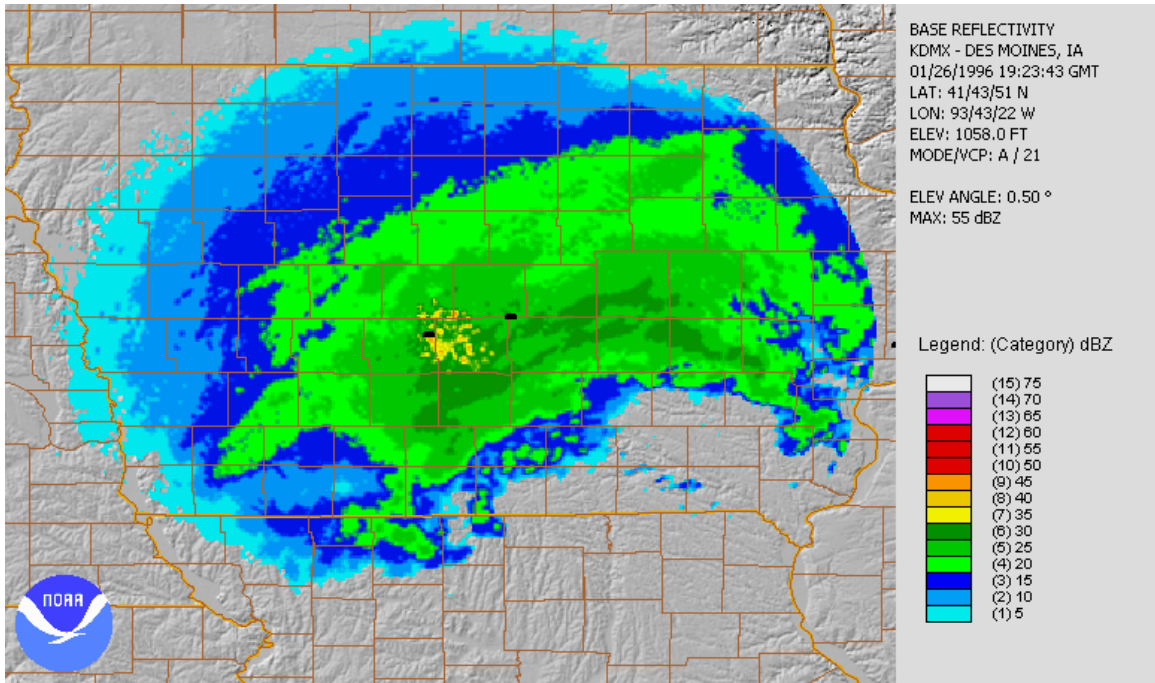 BASE REFLECTIVITY
KDMX - DES MOINES, IA
01/26/1996 19:23:43 GMT
LAT: 41/43/51 N
LON: 93/43/22 W
ELEV: 1058.0 FT
MODE/VCP: A / 21
ELEV ANGLE: 0.50 °
MAX: 55 dBZ
Legend: (Category) dBZ
(15) 75
(14) 70
(13) 65
(12) 60
(11) 55
(10) 50
(9) 45
(8) 40
(7) 35
(6) 30
(5) 25
(4) 20
(3) 15
(2) 10
(1) 5
NOAA